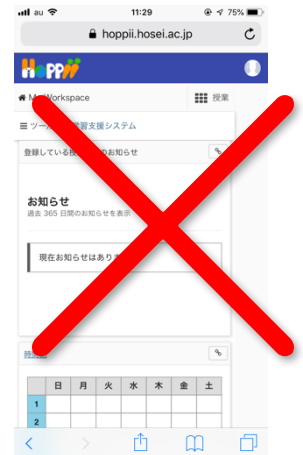 au 11:29 75%
hoppii.hosei.ac.jp
Hoppii
Workspace 授業
学習支援システム
登録している お知らせ
お知らせ
過去 365 日間のお知らせを表示
現在お知らせはありま
日 月 火 水 木 金 土
1
2